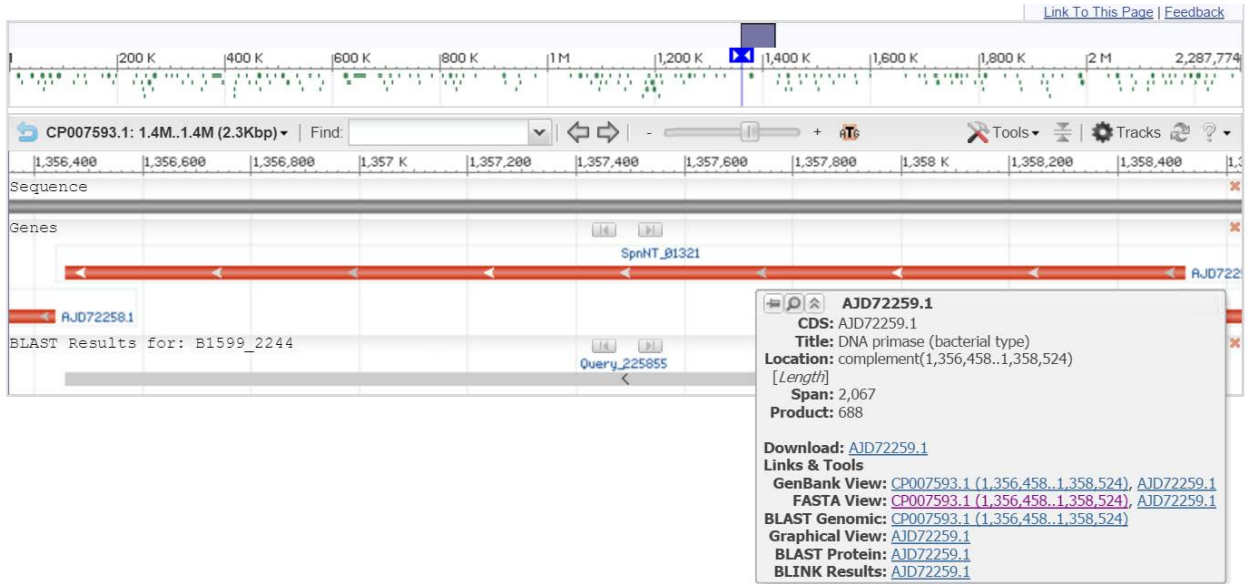 Link To This Page | Feedback
1 200 K 400 K 600 K 800 K 1 M 1,200 K 1,400 K 1,600 K 1,800 K 2 M 2,287,774
CP007593.1: 1.4M..1.4M (2.3Kbp) Find: - + ATG Tools Tracks ?
1,356,400 1,356,600 1,356,800 1,357 K 1,357,200 1,357,400 1,357,600 1,357,800 1,358 K 1,358,200 1,358,400
Sequence
Genes
SpnNT_01321
AJD722
AJD72258.1
BLAST Results for: B1599_2244
Query_225855
AJD72259.1
CDS: AJD72259.1
Title: DNA primase (bacterial type)
Location: complement(1,356,458..1,358,524)
[Length]
Span: 2,067
Product: 688
Download: AJD72259.1
Links & Tools
GenBank View: CP007593.1 (1,356,458..1,358,524), AJD72259.1
FASTA View: CP007593.1 (1,356,458..1,358,524), AJD72259.1
BLAST Genomic: CP007593.1 (1,356,458..1,358,524)
Graphical View: AJD72259.1
BLAST Protein: AJD72259.1
BLINK Results: AJD72259.1